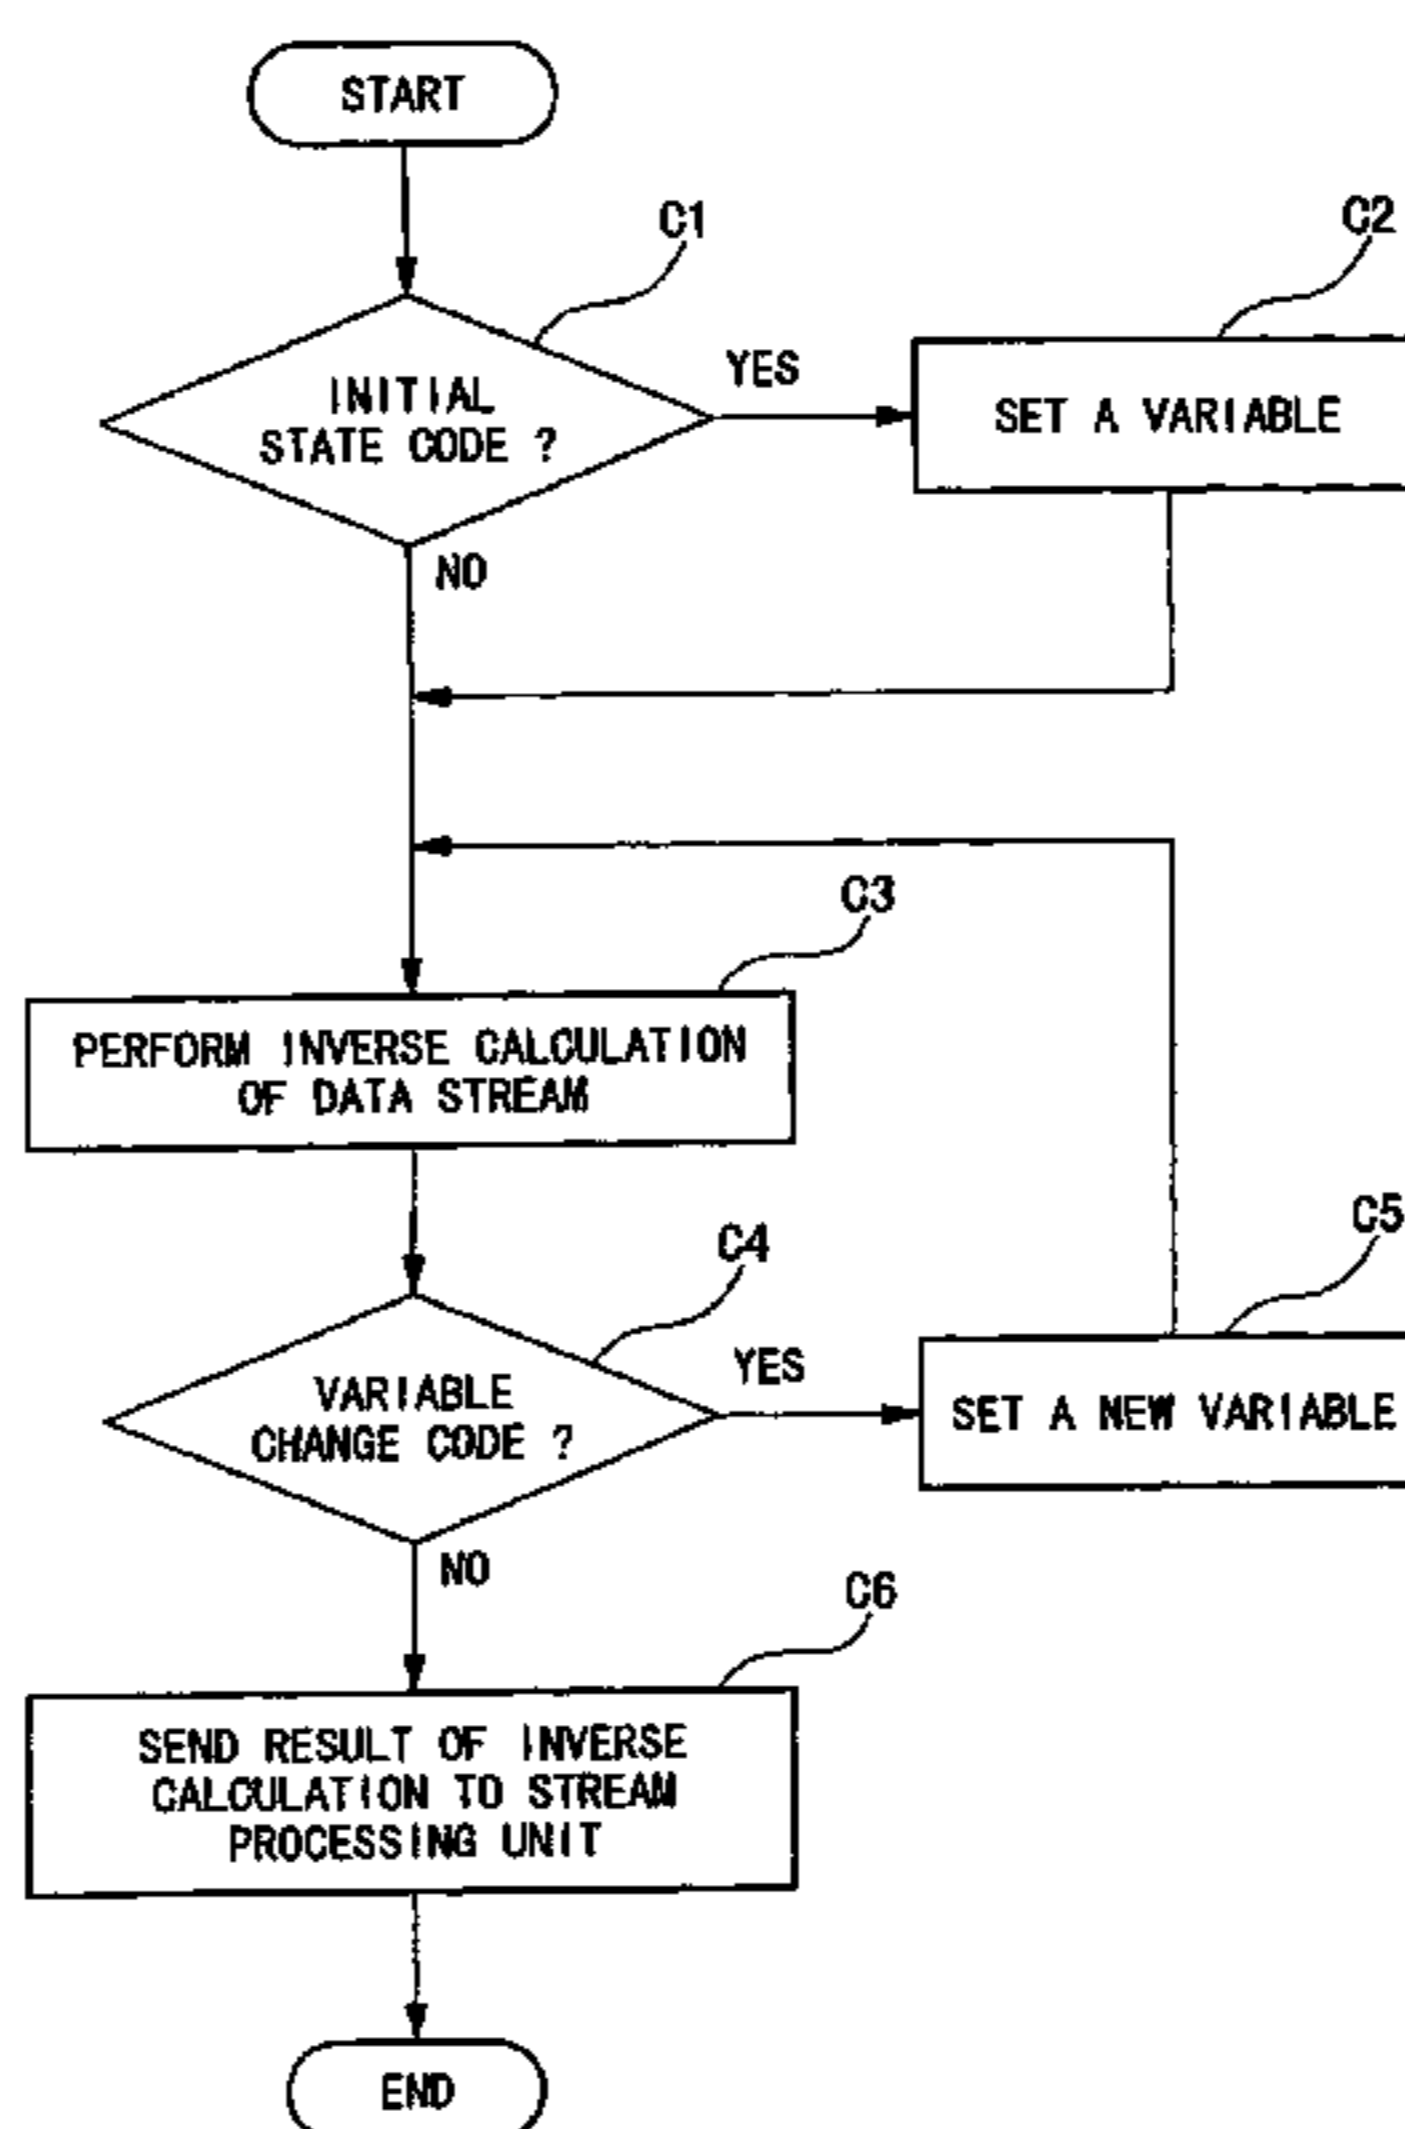 START
C1
C2
INITIAL
STATE CODE ?
YES
SET A VARIABLE
NO
C3
PERFORM INVERSE CALCULATION
OF DATA STREAM
C4
C5
VARIABLE
CHANGE CODE ?
YES
SET A NEW VARIABLE
NO
C6
SEND RESULT OF INVERSE
CALCULATION TO STREAM
PROCESSING UNIT
END